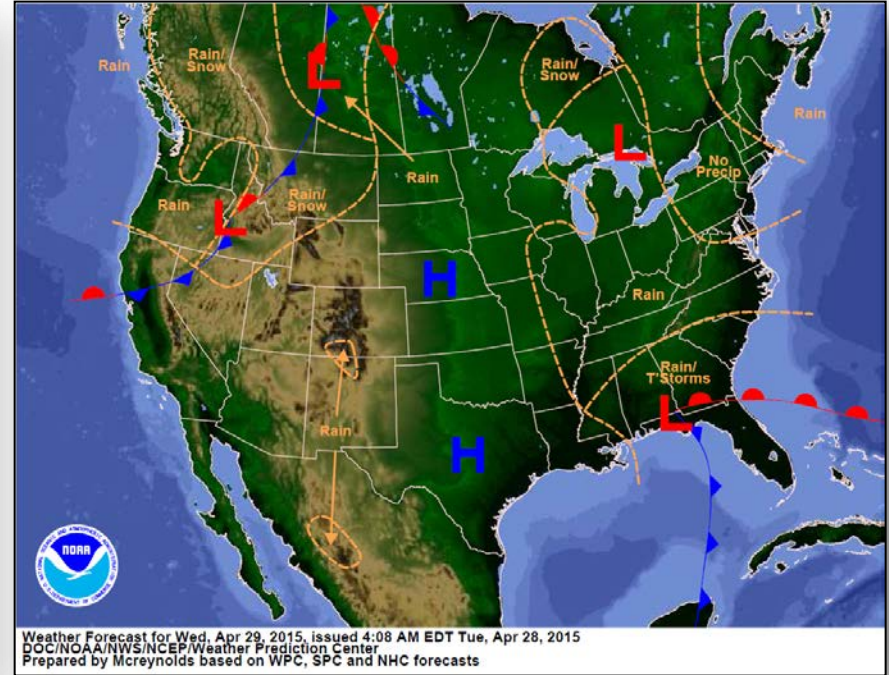 Rain
Rain/
Snow
L
Rain/
Snow
L
Rain
No
Precip
Rain
Rain
Rain/
Snow
L
H
Rain
Rain/
T'Storms
L
Rain
H
NOAA
Weather Forecast for Wed, Apr 29, 2015, issued 4:08 AM EDT Tue, Apr 28, 2015
DOC/NOAA/NWS/NCEP/Weather Prediction Center
Prepared by Mcreynolds based on WPC, SPC and NHC forecasts